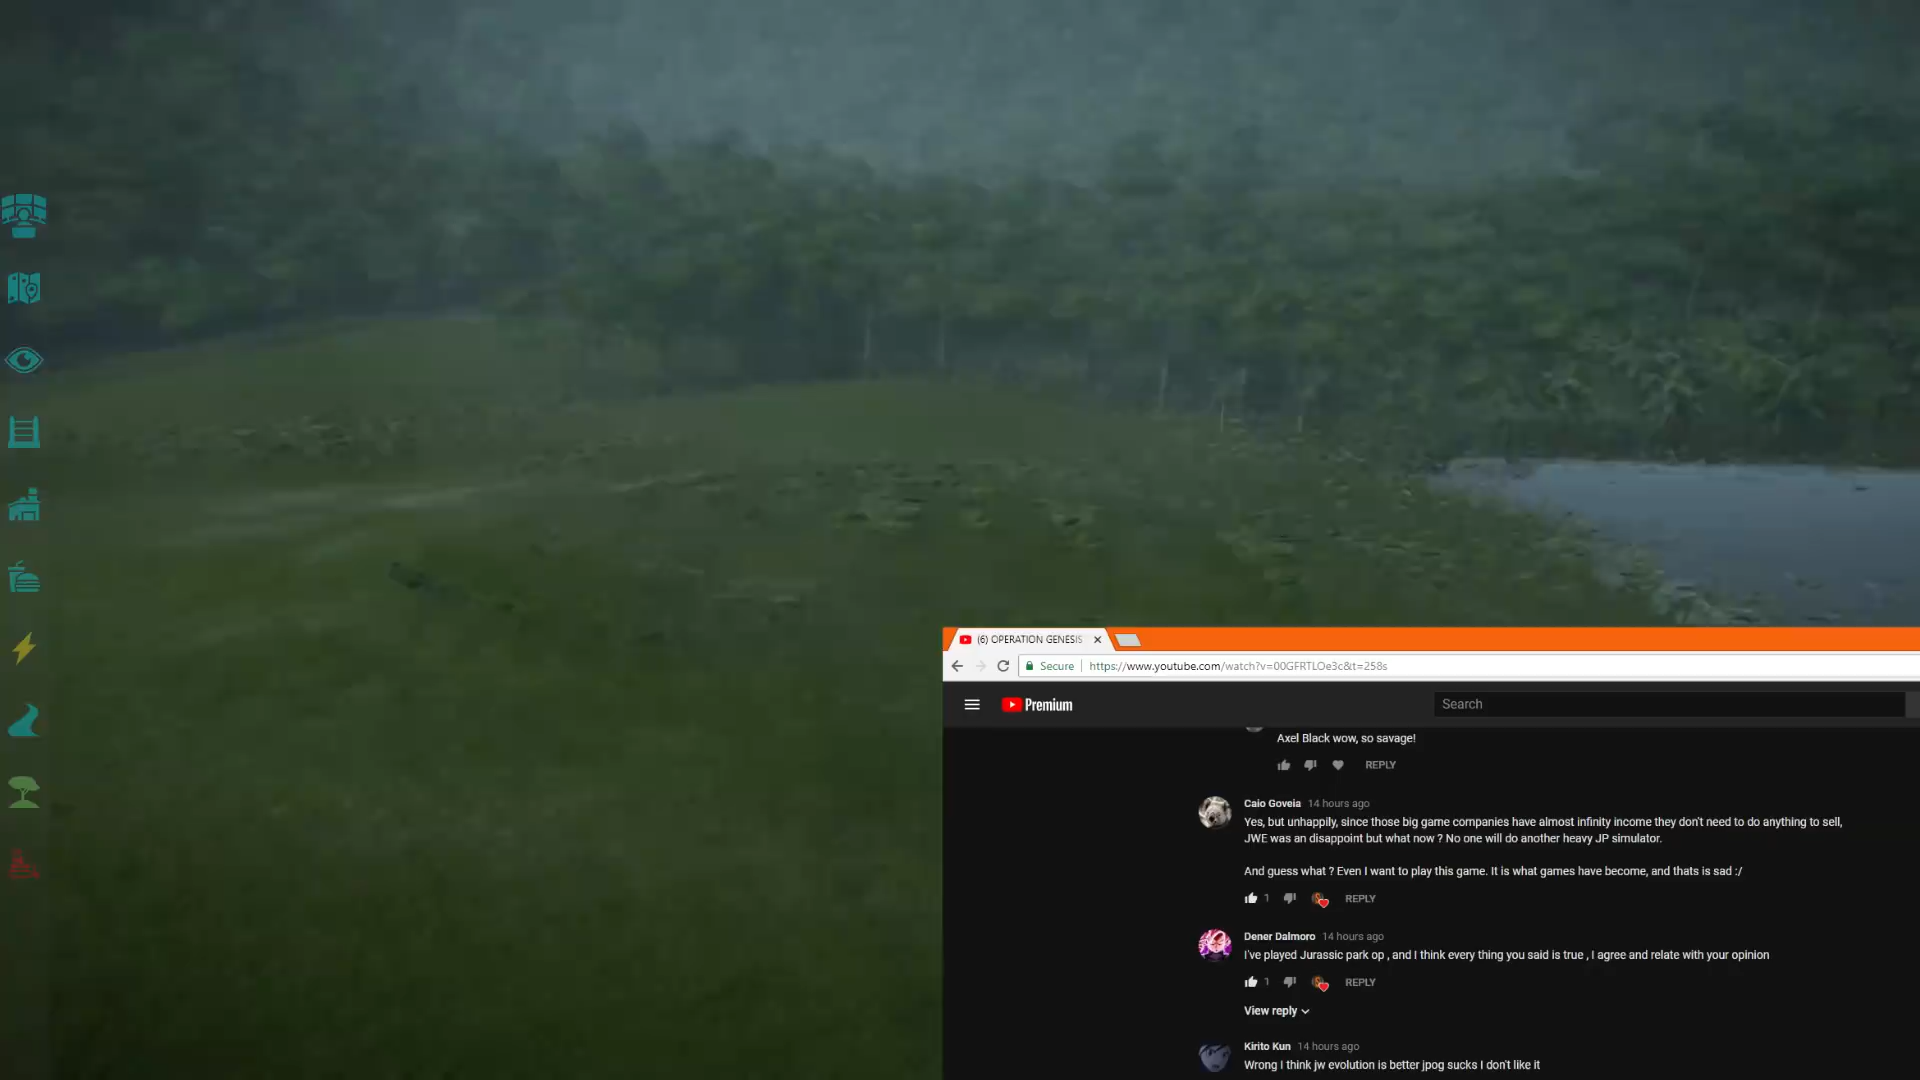 (6) OPERATION GENESIS
Secure https://www.youtube.com/watch?v=00GFRTLOe3c&t=258s
Premium
Search
Axel Black wow, so savage!
REPLY
Caio Goveia 14 hours ago
Yes, but unhappily, since those big game companies have almost infinity income they don't need to do anything to sell,
JWE was an disappoint but what now ? No one will do another heavy JP simulator.
And guess what ? Even I want to play this game. It is what games have become, and thats is sad :/
1 REPLY
Dener Dalmoro 14 hours ago
I've played Jurassic park op , and I think every thing you said is true , I agree and relate with your opinion
1 REPLY
View reply
Kirito Kun 14 hours ago
Wrong I think jw evolution is better jpog sucks I don't like it